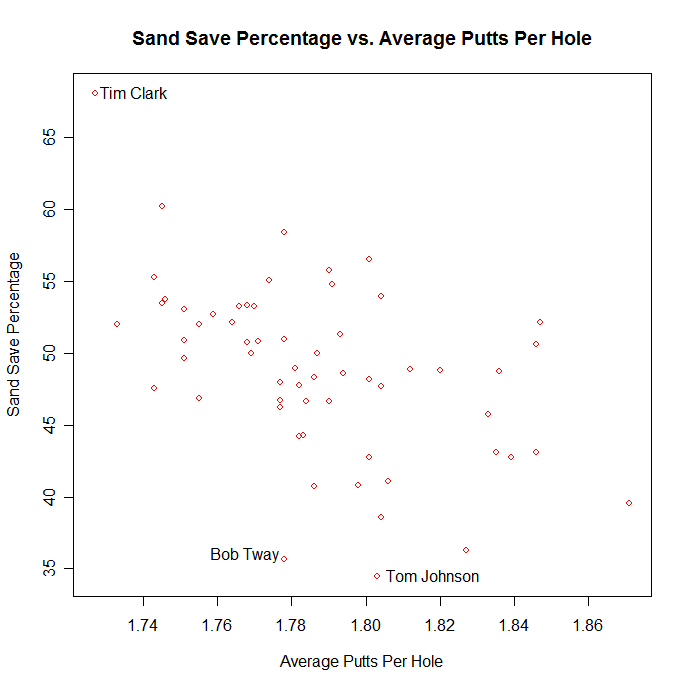 Sand Save Percentage vs. Average Putts Per Hole
Tim Clark
65
60
55
50
45
40
35
Sand Save Percentage
Bob Tway
Tom Johnson
1.74 1.76 1.78 1.80 1.82 1.84 1.86
Average Putts Per Hole